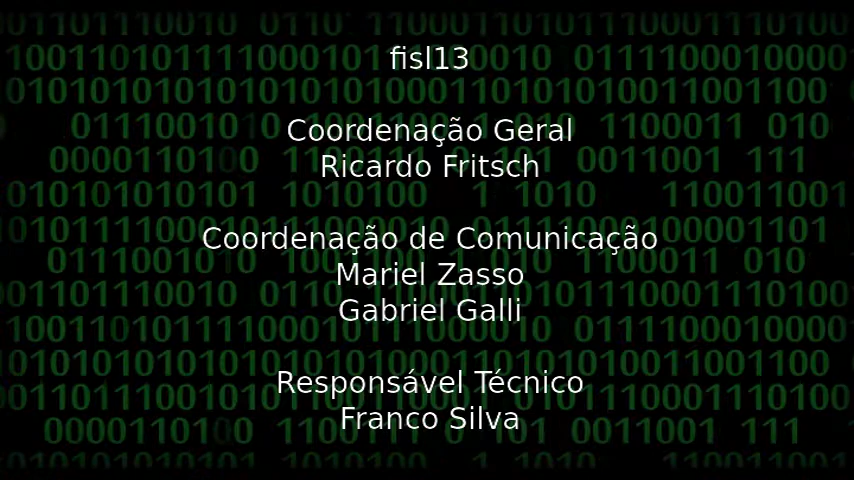 fisl13
Coordenação Geral
Ricardo Fritsch
Coordenação de Comunicação
Mariel Zasso
Gabriel Galli
Responsável Técnico
Franco Silva